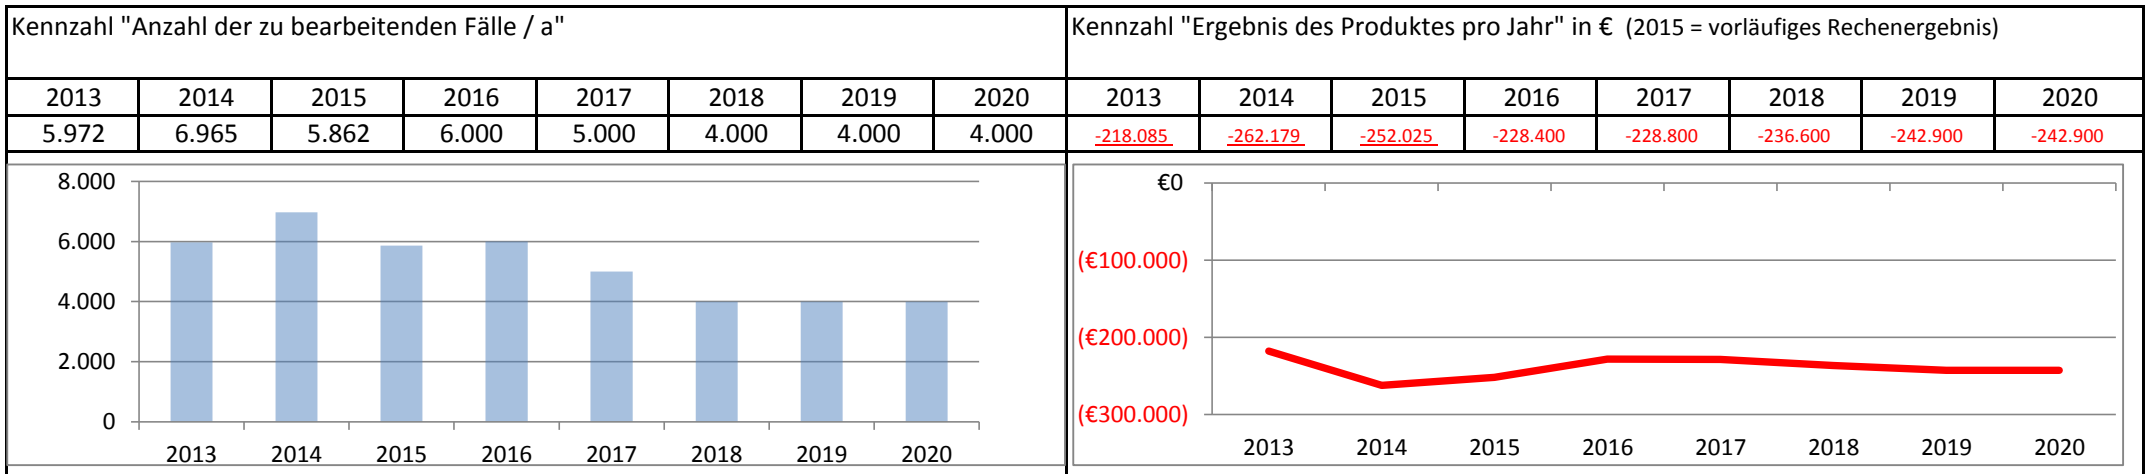 Kennzahl "Anzahl der zu bearbeitenden Fälle / a"
2013 2014 2015 2016 2017 2018 2019 2020
5.972 6.965 5.862 6.000 5.000 4.000 4.000 4.000
8.000
6.000
4.000
2.000
0
2013 2014 2015 2016 2017 2018 2019 2020
Kennzahl "Ergebnis des Produktes pro Jahr" in € (2015 = vorläufiges Rechenergebnis)
2013 2014 2015 2016 2017 2018 2019 2020
-218.085 -262.179 -252.025 -228.400 -228.800 -236.600 -242.900 -242.900
€0
(€100.000)
(€200.000)
(€300.000)
2013 2014 2015 2016 2017 2018 2019 2020